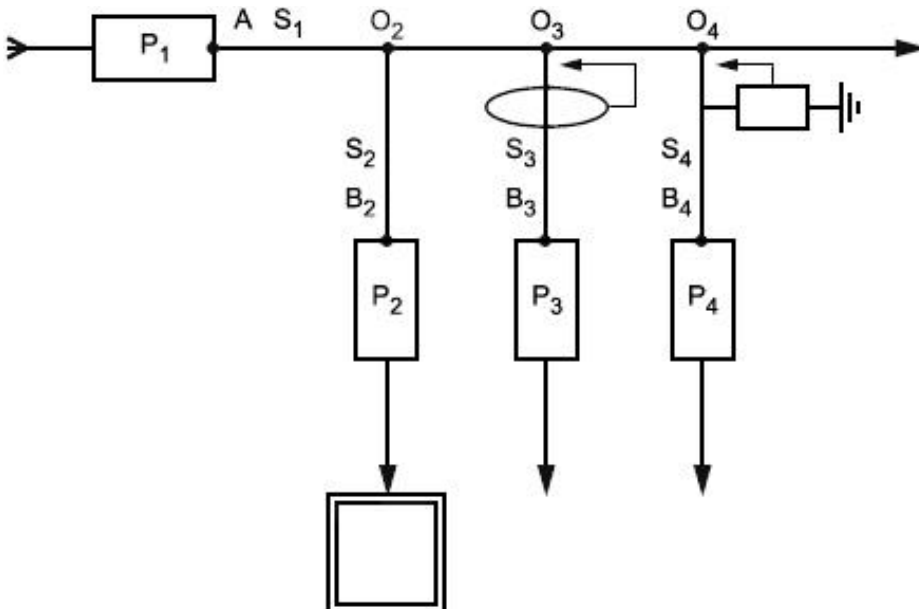 A S₁ O₂ O₃ O₄
P₁
S₂ S₃ S₄
B₂ B₃ B₄
P₂ P₃ P₄